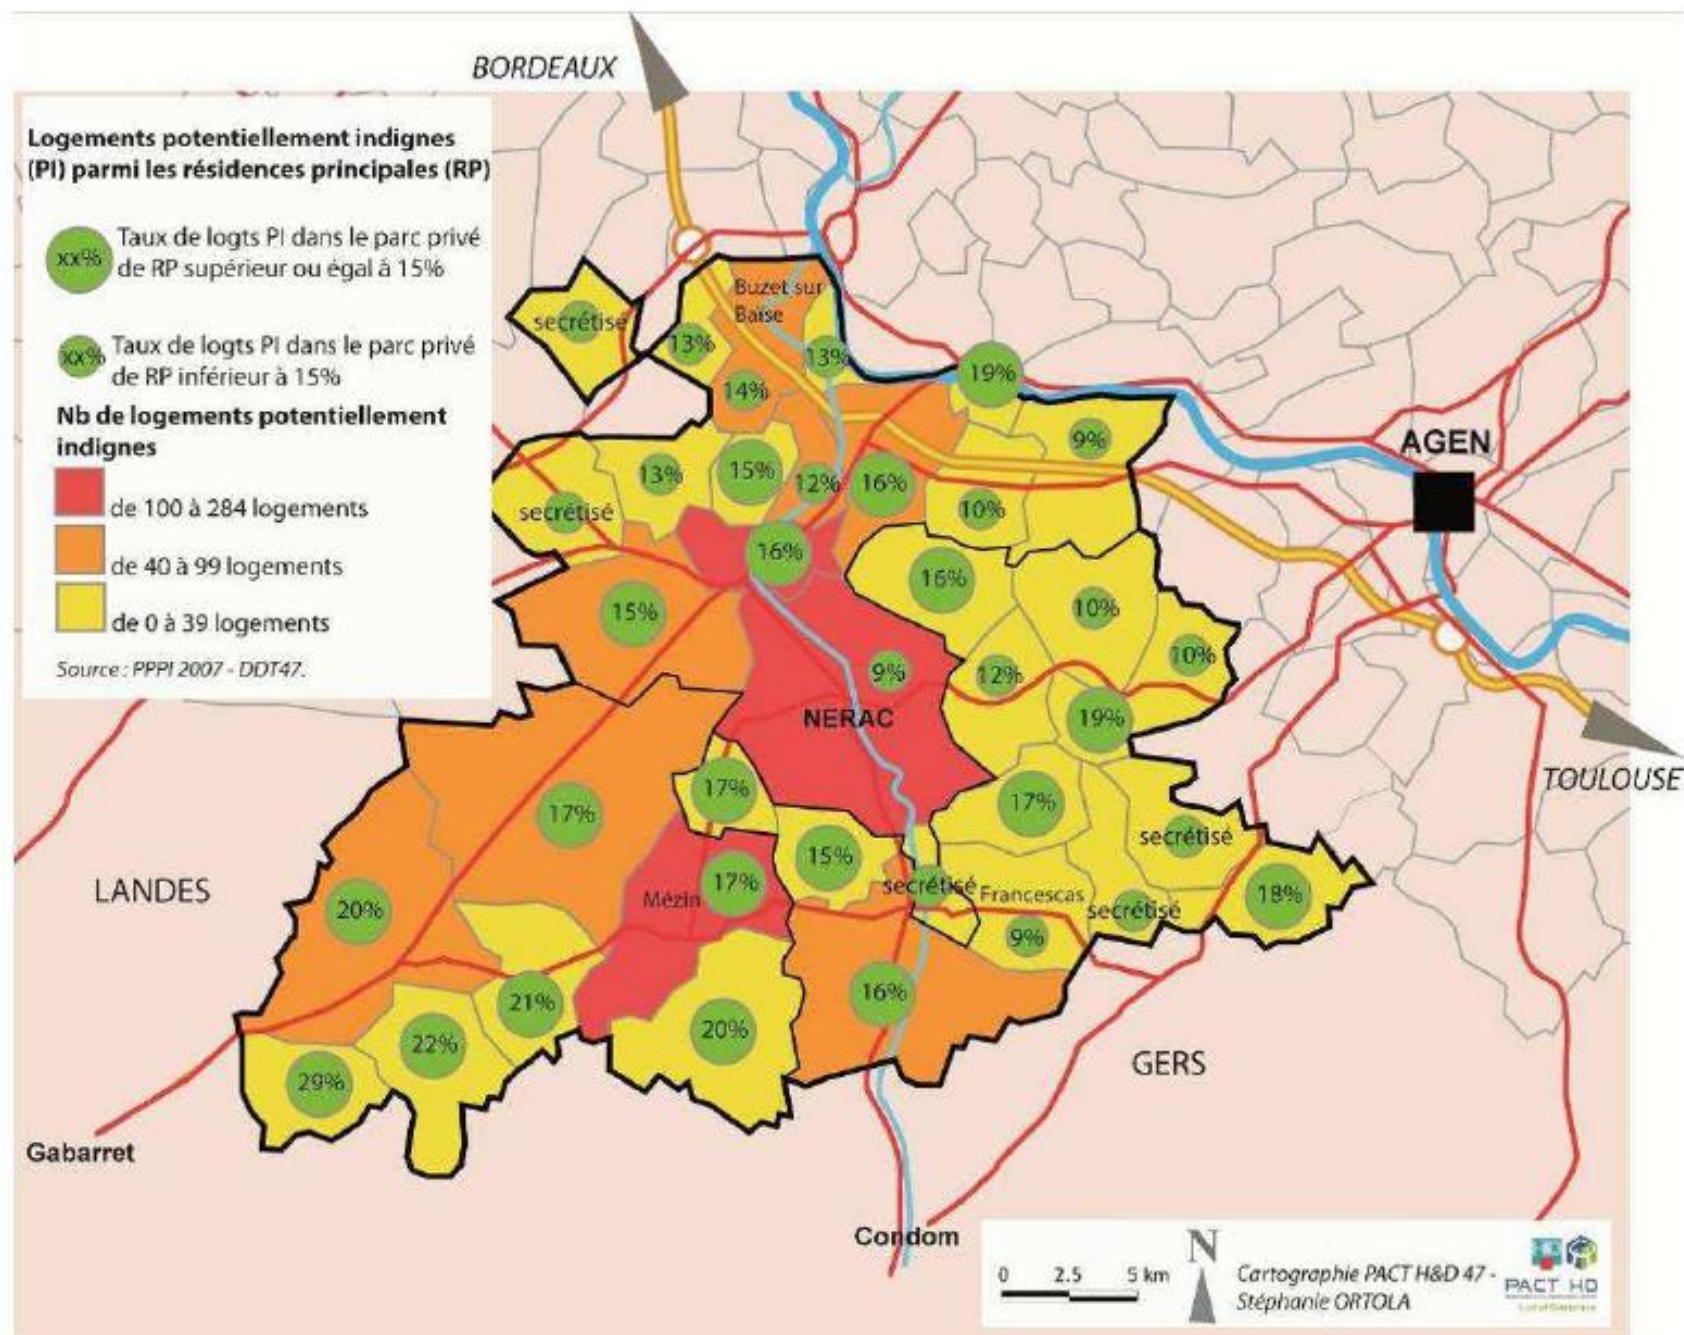 BORDEAUX
Logements potentiellement indignes
(PI) parmi les résidences principales (RP)
xx%
Taux de logts PI dans le parc privé
de RP supérieur ou égal à 15%
xx%
Taux de logts PI dans le parc privé
de RP inférieur à 15%
Nb de logements potentiellement
indignes
de 100 à 284 logements
de 40 à 99 logements
de 0 à 39 logements
Source : PPPI 2007 - DDT47.
Buzet sur
Baïse
secrétisé
13%
13%
19%
14%
9%
AGEN
13%
15%
12%
16%
secrétisé
10%
16%
16%
15%
10%
10%
12%
9%
NERAC
19%
TOULOUSE
17%
17%
17%
secrétisé
15%
LANDES
20%
Mézin
17%
secrétisé
Francescas
secrétisé
18%
9%
21%
16%
22%
20%
29%
GERS
Gabarret
Condom
0 2.5 5 km
N
Cartographie PACT H&D 47 -
Stéphanie ORTOLA
PACT HD